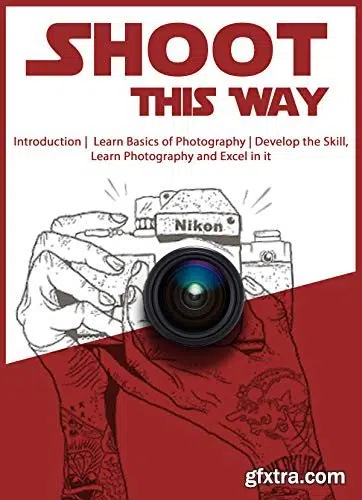 SHOOT
THIS WAY
Introduction | Learn Basics of Photography | Develop the Skill,
Learn Photography and Excel in it
Nikon
gfxtra.com